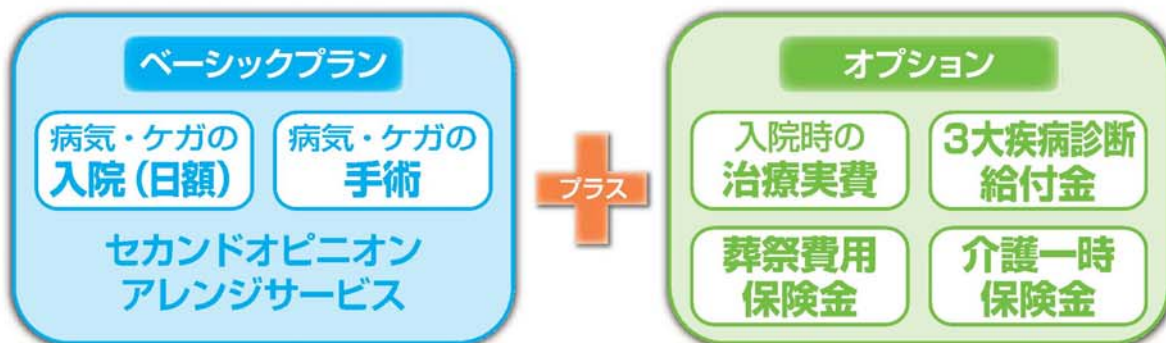 ベーシックプラン
病気・ケガの
入院(日額)
病気・ケガの
手術
セカンドオピニオン
アレンジサービス
プラス
オプション
入院時の
治療実費
3大疾病診断
給付金
葬祭費用
保険金
介護一時
保険金